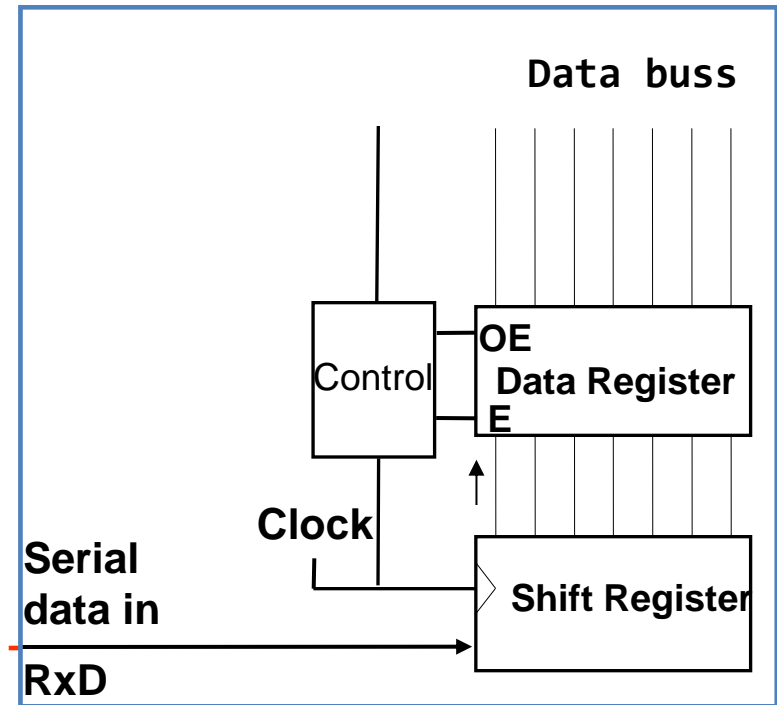 Data buss
OE
Control
Data Register
E
Clock
Serial
data in
Shift Register
RxD